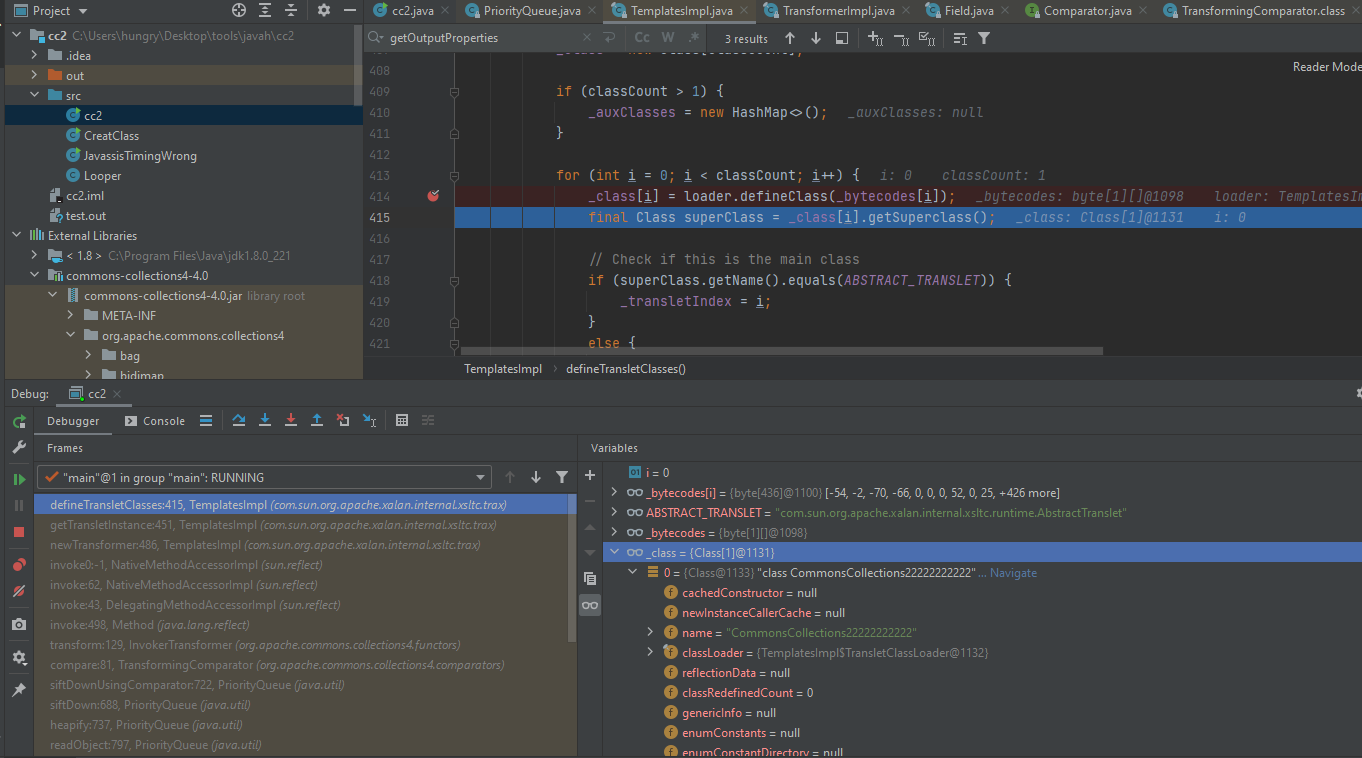 Project
cc2.java PriorityQueue.java TemplatesImpl.java TransformerImpl.java Field.java Comparator.java TransformingComparator.class
cc2 C:\Users\hungry\Desktop\tools\javah\cc2
.idea
out
src
cc2
CreatClass
JavassisTimingWrong
Looper
cc2.iml
test.out
External Libraries
< 1.8 > C:\Program Files\Java\jdk1.8.0_221
commons-collections4-4.0
commons-collections4-4.0.jar library root
META-INF
org.apache.commons.collections4
bag
bidimap
getOutputProperties Cc W .* 3 results
Reader Mode
408
409 if (classCount > 1) {
410 _auxClasses = new HashMap<>(); _auxClasses: null
411 }
412
413 for (int i = 0; i < classCount; i++) { i: 0 classCount: 1
414 _class[i] = loader.defineClass(_bytecodes[i]); _bytecodes: byte[1][]@1098 loader: TemplatesIm
415 final Class superClass = _class[i].getSuperclass(); _class: Class[1]@1131 i: 0
416
417 // Check if this is the main class
418 if (superClass.getName().equals(ABSTRACT_TRANSLET)) {
419 _transletIndex = i;
420 }
421 else {
TemplatesImpl › defineTransletClasses()
Debug: cc2
Debugger Console
Frames
"main"@1 in group "main": RUNNING
defineTransletClasses:415, TemplatesImpl (com.sun.org.apache.xalan.internal.xsltc.trax)
getTransletInstance:451, TemplatesImpl (com.sun.org.apache.xalan.internal.xsltc.trax)
newTransformer:486, TemplatesImpl (com.sun.org.apache.xalan.internal.xsltc.trax)
invoke0:-1, NativeMethodAccessorImpl (sun.reflect)
invoke:62, NativeMethodAccessorImpl (sun.reflect)
invoke:43, DelegatingMethodAccessorImpl (sun.reflect)
invoke:498, Method (java.lang.reflect)
transform:129, InvokerTransformer (org.apache.commons.collections4.functors)
compare:81, TransformingComparator (org.apache.commons.collections4.comparators)
siftDownUsingComparator:722, PriorityQueue (java.util)
siftDown:688, PriorityQueue (java.util)
heapify:737, PriorityQueue (java.util)
readObject:797, PriorityQueue (java.util)
Variables
i = 0
_bytecodes[i] = {byte[436]@1100} [-54, -2, -70, -66, 0, 0, 0, 52, 0, 25, +426 more]
ABSTRACT_TRANSLET = "com.sun.org.apache.xalan.internal.xsltc.runtime.AbstractTranslet"
_bytecodes = {byte[1][]@1098}
_class = {Class[1]@1131}
0 = {Class@1133} "class CommonsCollections22222222222" ... Navigate
cachedConstructor = null
newInstanceCallerCache = null
name = "CommonsCollections22222222222"
classLoader = {TemplatesImpl$TransletClassLoader@1132}
reflectionData = null
classRedefinedCount = 0
genericInfo = null
enumConstants = null
enumConstantDirectory = null